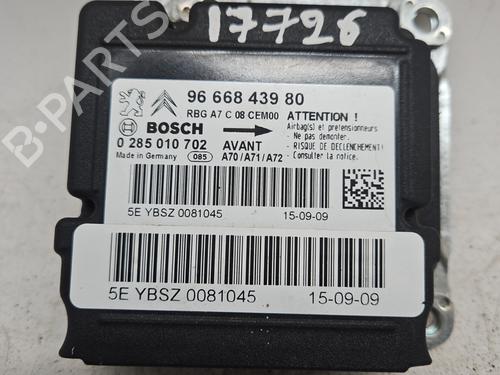 17726
96 668 439 80
RBG A7 C 08 CEM00
ATTENTION !
BOSCH
Airbag(s) et pretensionneurs
- Ne pas demonter.
0 285 010 702
AVANT
- RISQUE DE DECLENCHEMENT!
Made in Germany
085
A70/A71/A72
- Consulter la notice.
5E YBSZ 0081045
15-09-09
5E YBSZ 0081045
15-09-09
B-PARTS